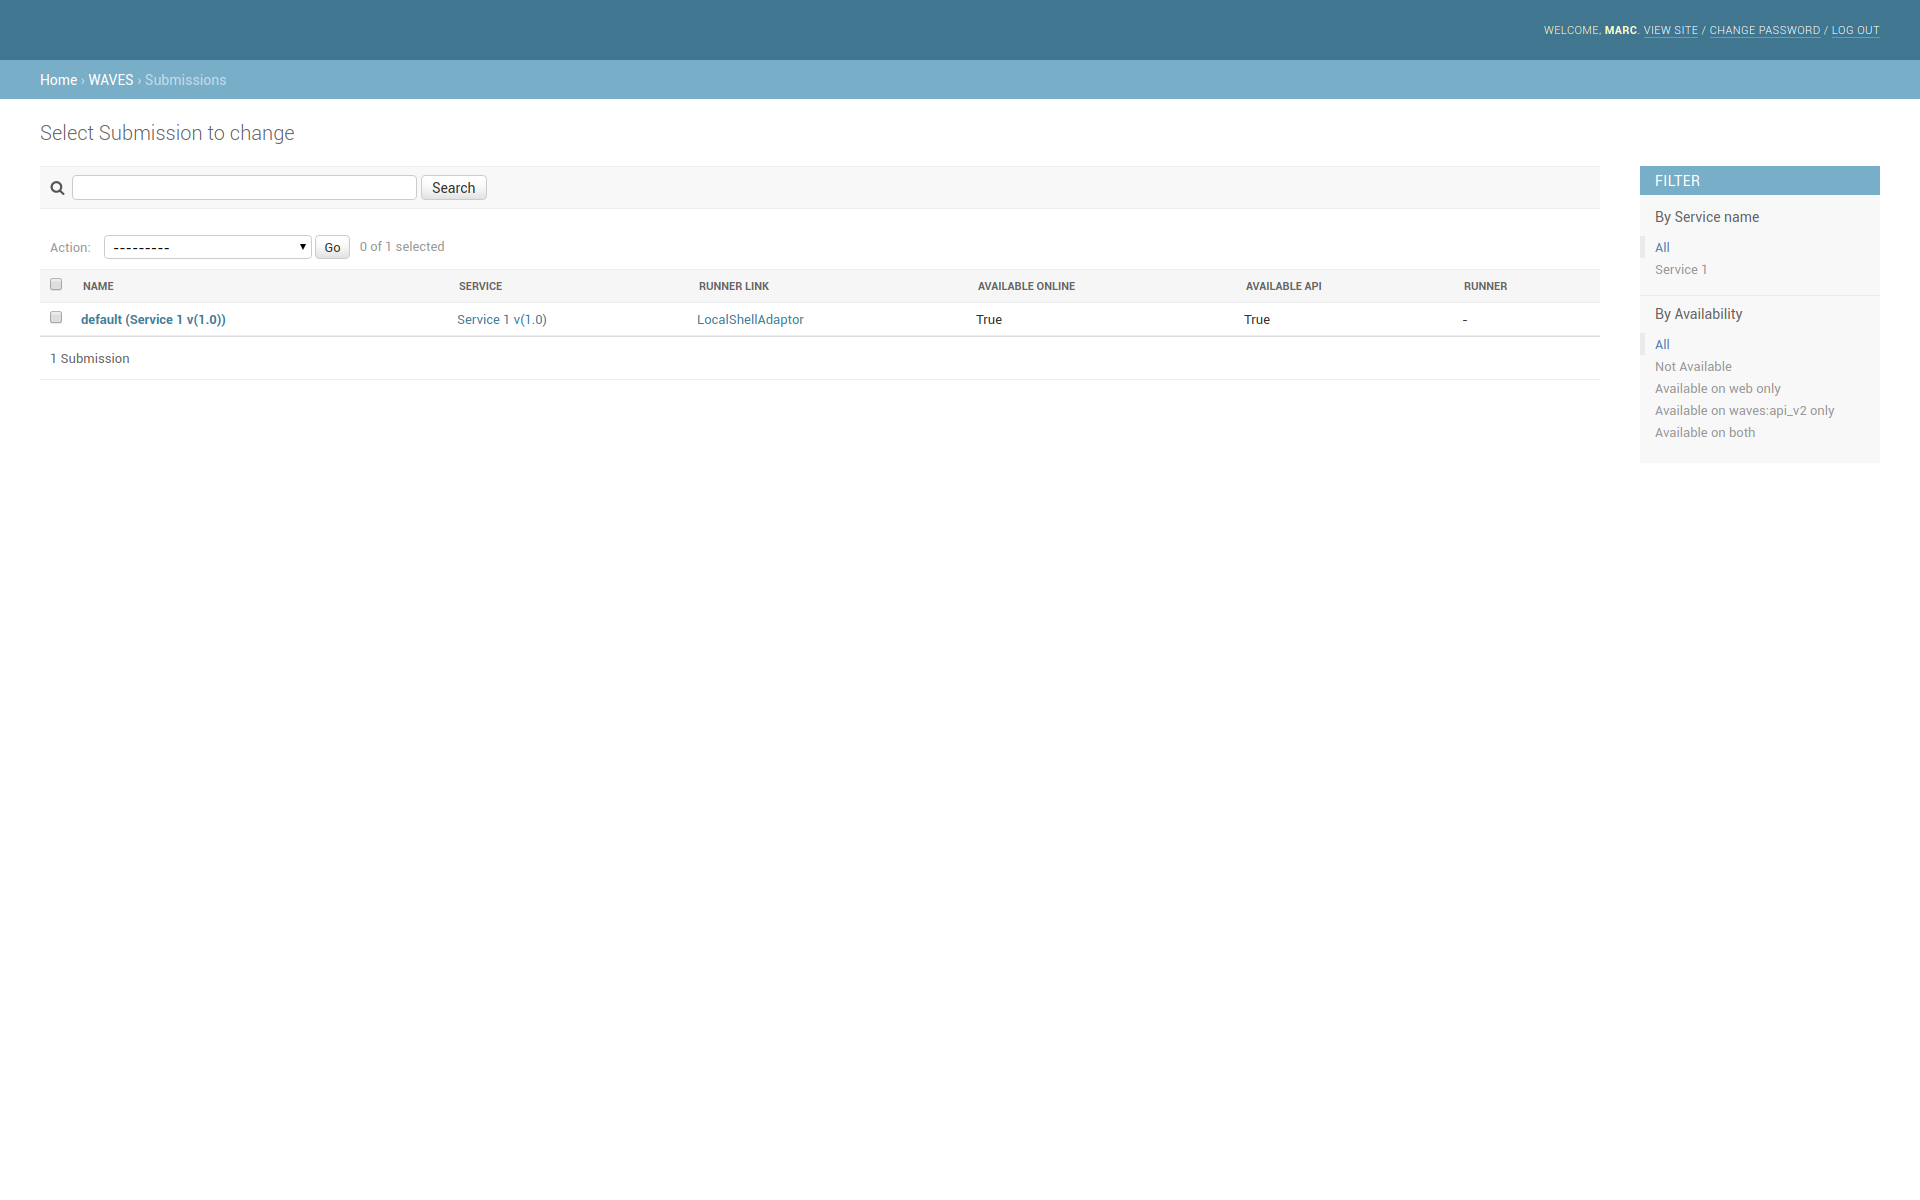 WELCOME, MARC. VIEW SITE / CHANGE PASSWORD / LOG OUT
Home › WAVES › Submissions
Select Submission to change
Search
Action: --------- Go 0 of 1 selected
NAME SERVICE RUNNER LINK AVAILABLE ONLINE AVAILABLE API RUNNER
default (Service 1 v(1.0)) Service 1 v(1.0) LocalShellAdaptor True True -
1 Submission
FILTER
By Service name
All
Service 1
By Availability
All
Not Available
Available on web only
Available on waves:api_v2 only
Available on both